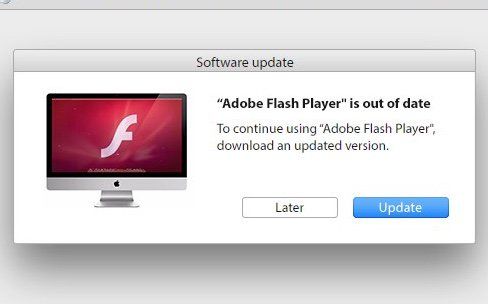 Software update
“Adobe Flash Player" is out of date
To continue using “Adobe Flash Player”,
download an updated version.
Later
Update